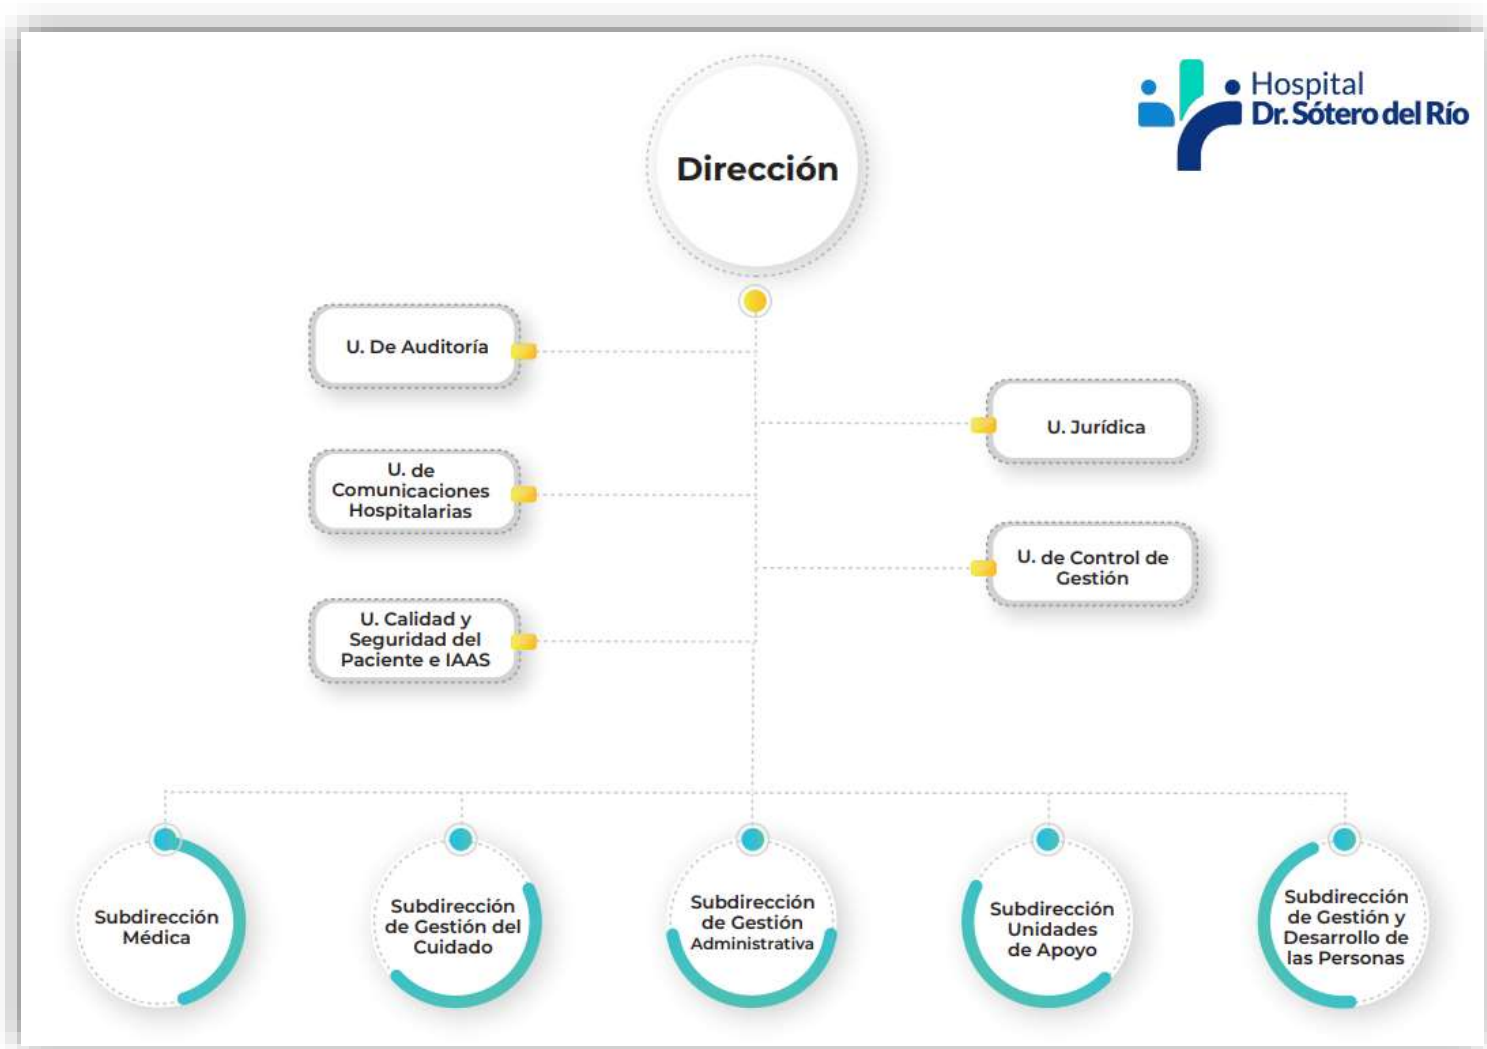 Hospital
Dr. Sótero del Río
Dirección
U. De Auditoría
U. Jurídica
U. de
Comunicaciones
Hospitalarias
U. de Control de
Gestión
U. Calidad y
Seguridad del
Paciente e IAAS
Subdirección
Médica
Subdirección
de Gestión del
Cuidado
Subdirección
de Gestión
Administrativa
Subdirección
Unidades
de Apoyo
Subdirección
de Gestión y
Desarrollo de
las Personas